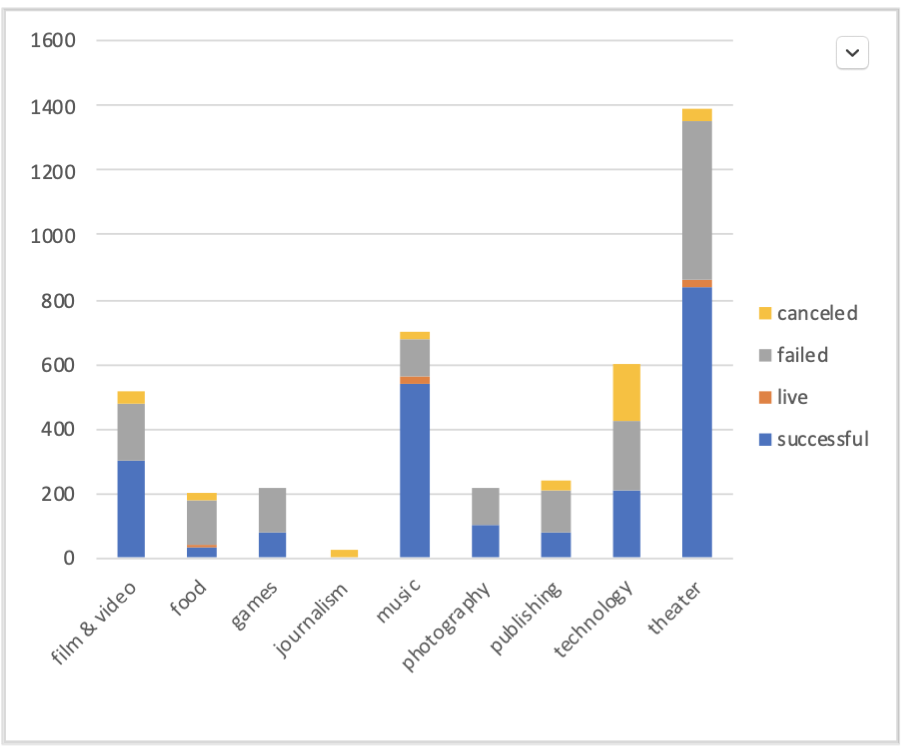 1600
1400
1200
1000
800
600
400
200
0
film & video
food
games
journalism
music
photography
publishing
technology
theater
canceled
failed
live
successful